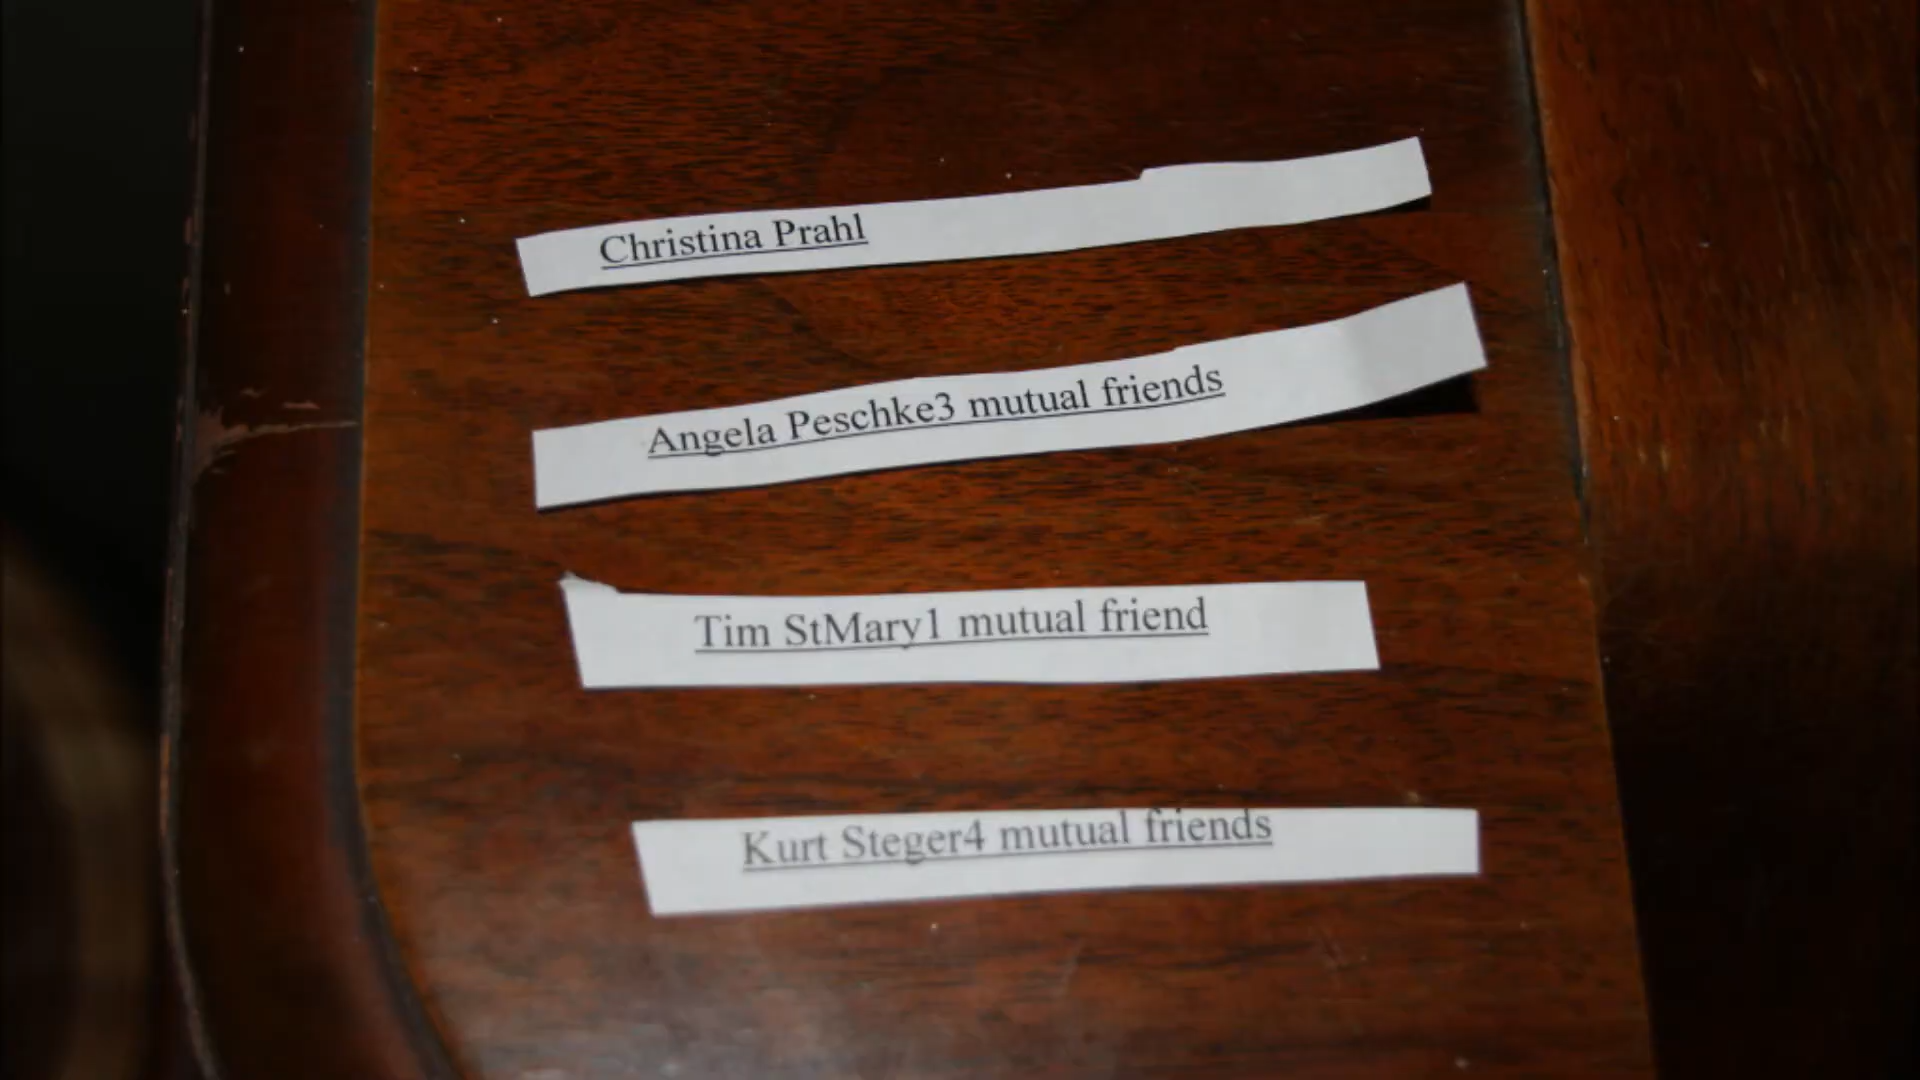 Christina Prahl
Angela Peschke3 mutual friends
Tim StMary1 mutual friend
Kurt Steger4 mutual friends